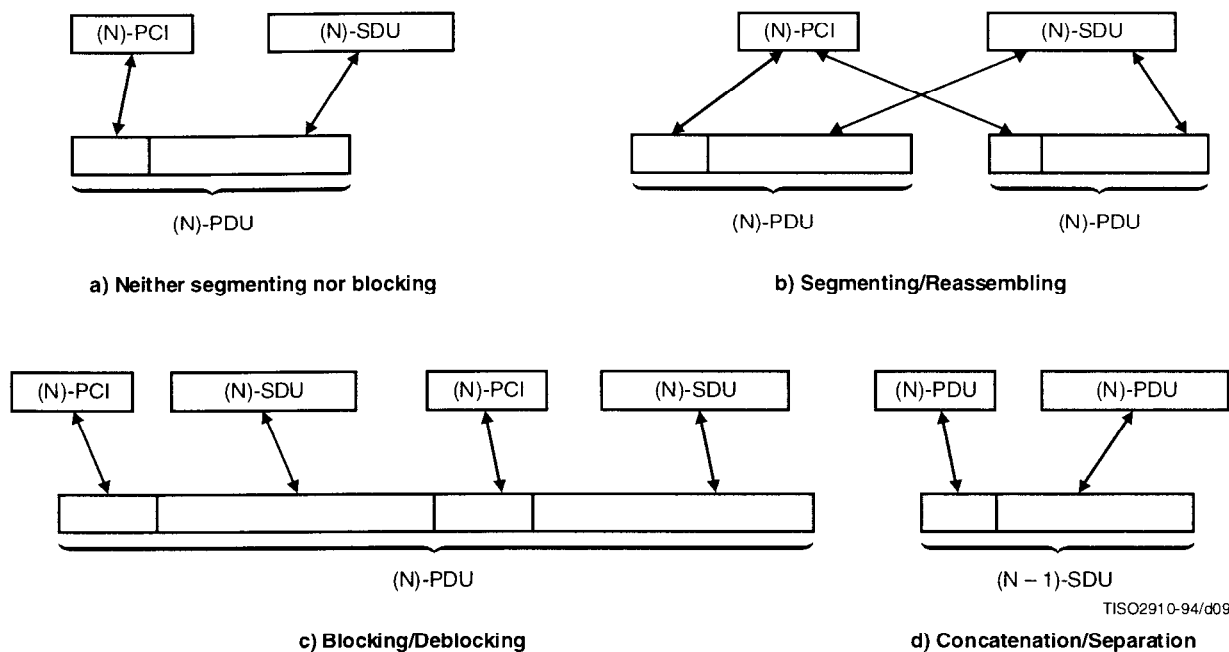 (N)-PCI
(N)-SDU
(N)-PDU
a) Neither segmenting nor blocking
(N)-PCI
(N)-SDU
(N)-PDU
(N)-PDU
b) Segmenting/Reassembling
(N)-PCI
(N)-SDU
(N)-PCI
(N)-SDU
(N)-PDU
c) Blocking/Deblocking
(N)-PDU
(N)-PDU
(N – 1)-SDU
TISO2910-94/d09
d) Concatenation/Separation